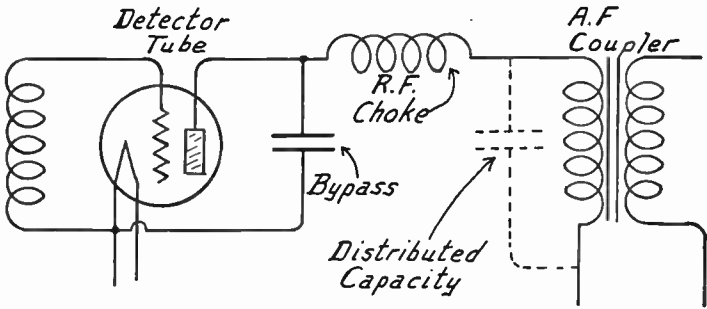 Detector
Tube
A.F
Coupler
R.F.
Choke
Bypass
Distributed
Capacity